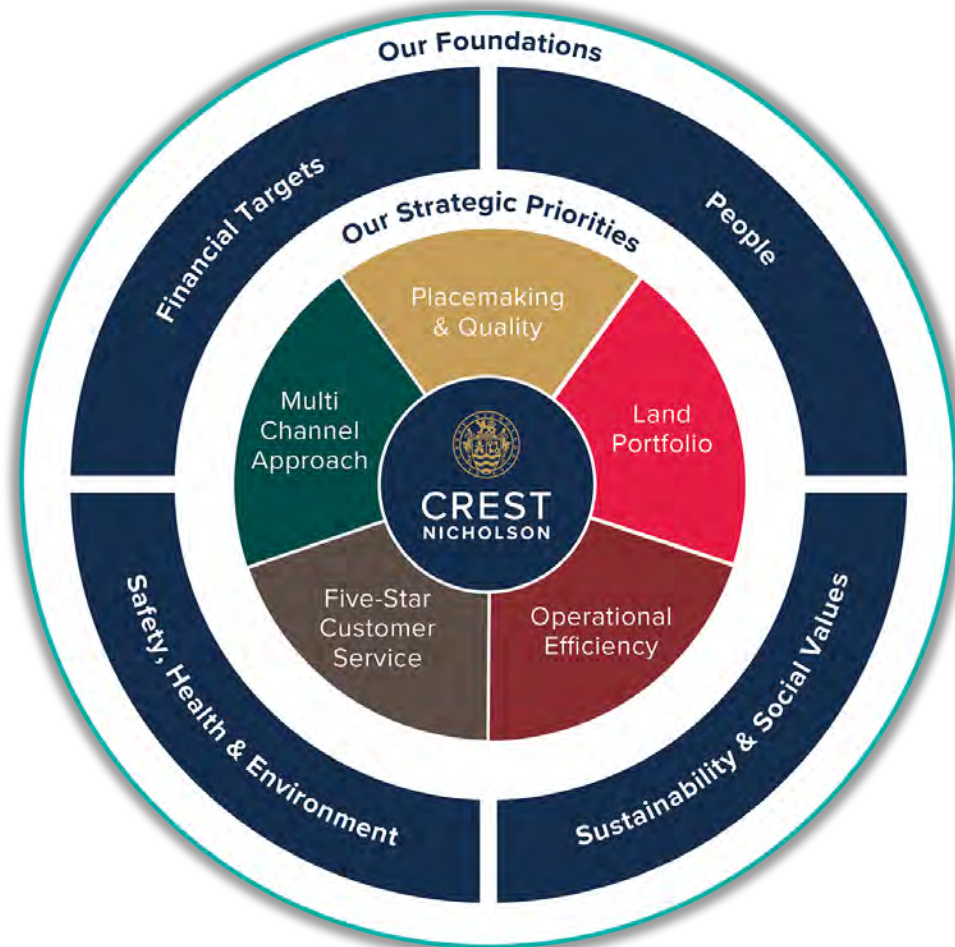 Our Foundations
Financial Targets
People
Our Strategic Priorities
Placemaking
& Quality
Multi
Channel
Approach
Land
Portfolio
CREST
NICHOLSON
Five-Star
Customer
Service
Operational
Efficiency
Safety, Health & Environment
Sustainability & Social Values